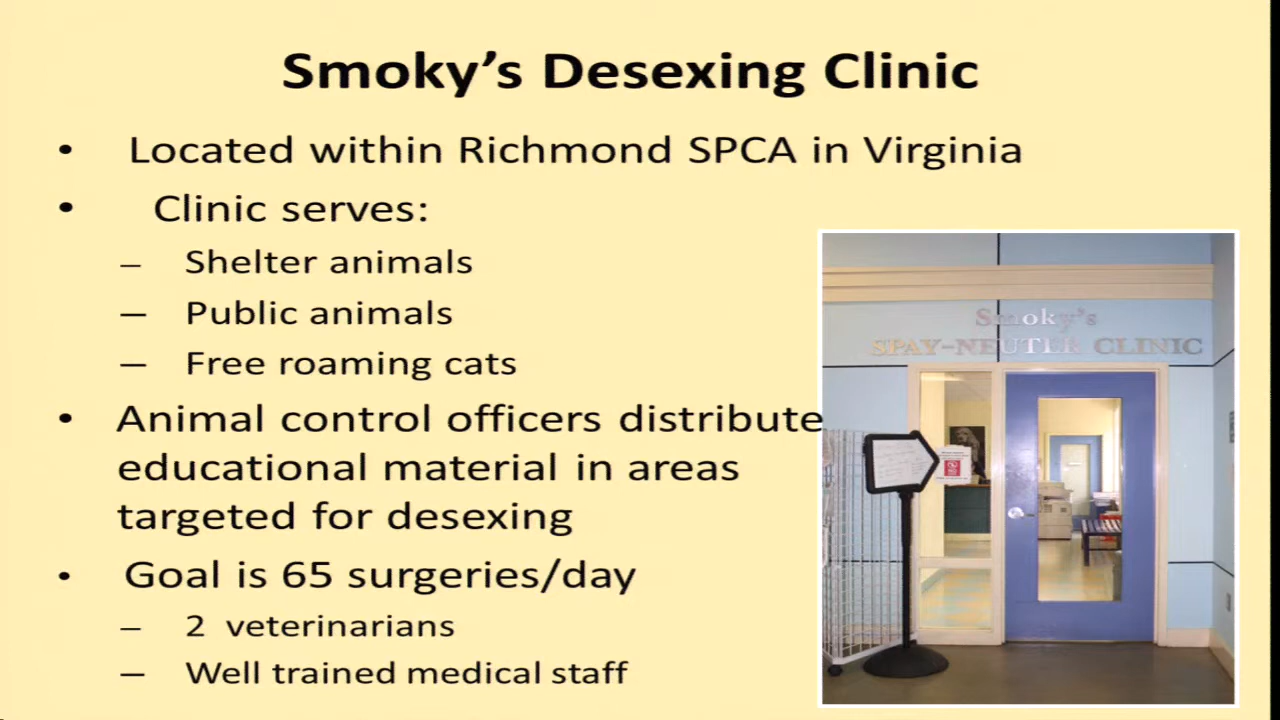 Smoky’s Desexing Clinic
• Located within Richmond SPCA in Virginia
• Clinic serves:
– Shelter animals
– Public animals
– Free roaming cats
• Animal control officers distribute
educational material in areas
targeted for desexing
• Goal is 65 surgeries/day
– 2 veterinarians
– Well trained medical staff
Smoky's
SPAY-NEUTER CLINIC